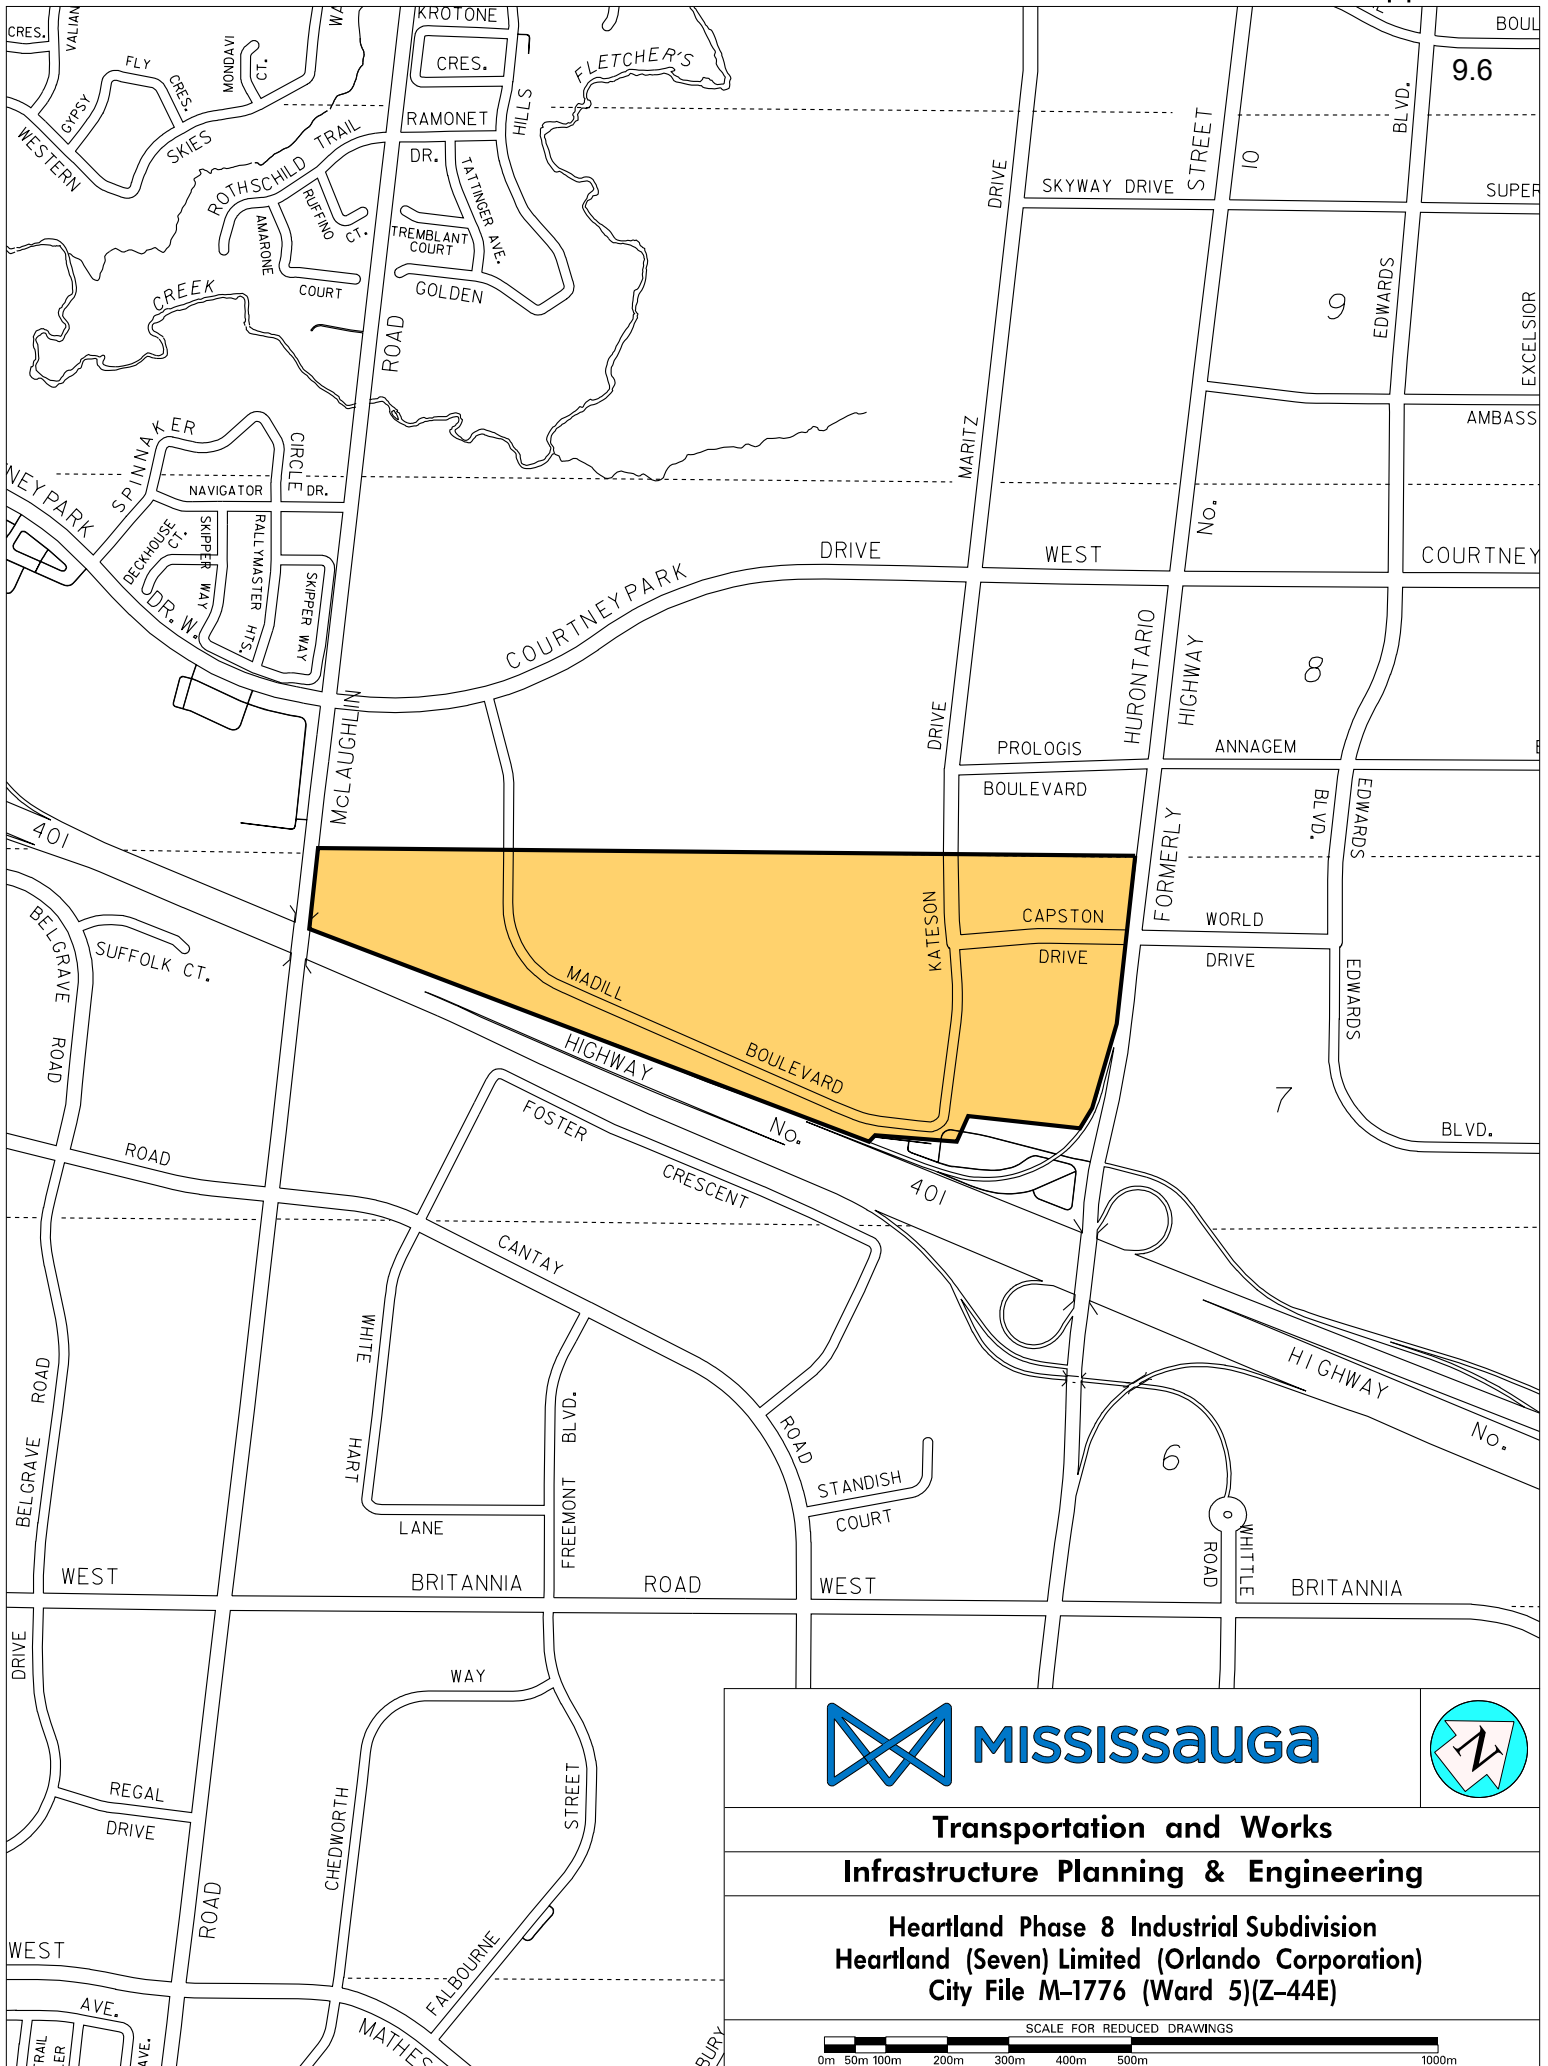 CRES.
VALIAN
KROTONE
BOUL
9.6
FLY
CRES.
MONDAVI
CT.
CRES.
FLETCHER'S
GYPSY
WESTERN
SKIES
ROTHSCHILD TRAIL
RAMONET
HILLS
DR.
TATTINGER AVE.
BLVD.
STREET
10
DRIVE
SKYWAY DRIVE
SUPER
RUFFINO
CT.
AMARONE
COURT
TREMBLANT
COURT
GOLDEN
CREEK
ROAD
9
EDWARDS
EXCELSIOR
AMBASS
SPINNAKER
CIRCLE
NAVIGATOR
DR.
MARITZ
No.
NEYPARK
DECKHOUSE
CT.
SKIPPER WAY
RALLYMASTER HTS.
SKIPPER WAY
DR. W.
COURTNEYPARK
DRIVE
WEST
COURTNEY
McLAUGHLIN
DRIVE
HURONTARIO
HIGHWAY
8
PROLOGIS
BOULEVARD
ANNAGEM
BLVD.
EDWARDS
FORMERLY
401
BELGRAVE ROAD
SUFFOLK CT.
KATESON
CAPSTON
DRIVE
WORLD
DRIVE
MADILL
BOULEVARD
EDWARDS
HIGHWAY
No.
401
FOSTER
CRESCENT
7
BLVD.
ROAD
CANTAY
ROAD
WHITE
HART
LANE
BELGRAVE ROAD
FREEMONT BLVD.
STANDISH
COURT
HIGHWAY
No.
6
WHITTLE
ROAD
WEST
BRITANNIA
ROAD
WEST
BRITANNIA
DRIVE
WAY
REGAL
DRIVE
CHEDWORTH
STREET
ROAD
FALBOURNE
WEST
AVE.
TRAIL
AVE.
MATHES
BURY
MISSISSauGa
N
Transportation and Works
Infrastructure Planning & Engineering
Heartland Phase 8 Industrial Subdivision
Heartland (Seven) Limited (Orlando Corporation)
City File M-1776 (Ward 5)(Z-44E)
SCALE FOR REDUCED DRAWINGS
0m 50m 100m 200m 300m 400m 500m 1000m